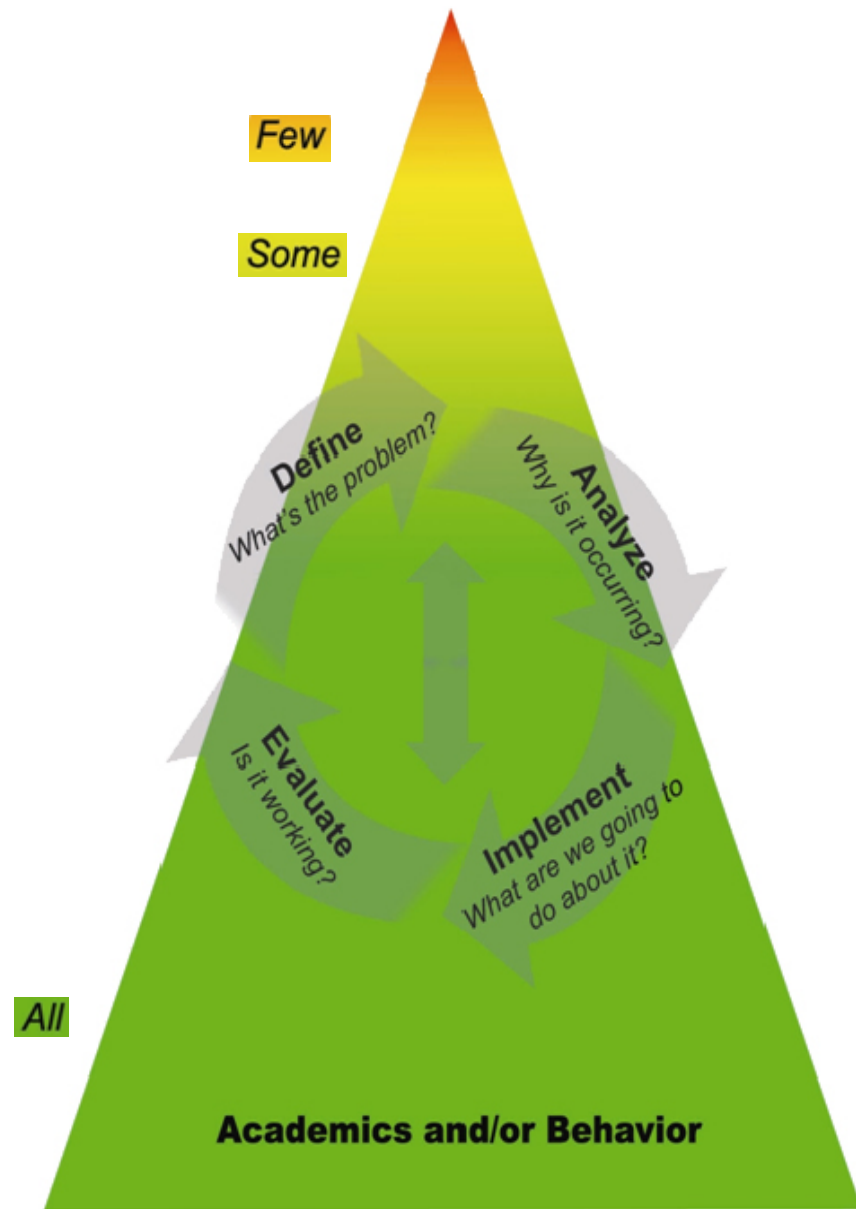 Few
Some
Define
What's the problem?
Analyze
Why is it occurring?
Implement
What are we going to
do about it?
Evaluate
Is it working?
All
Academics and/or Behavior